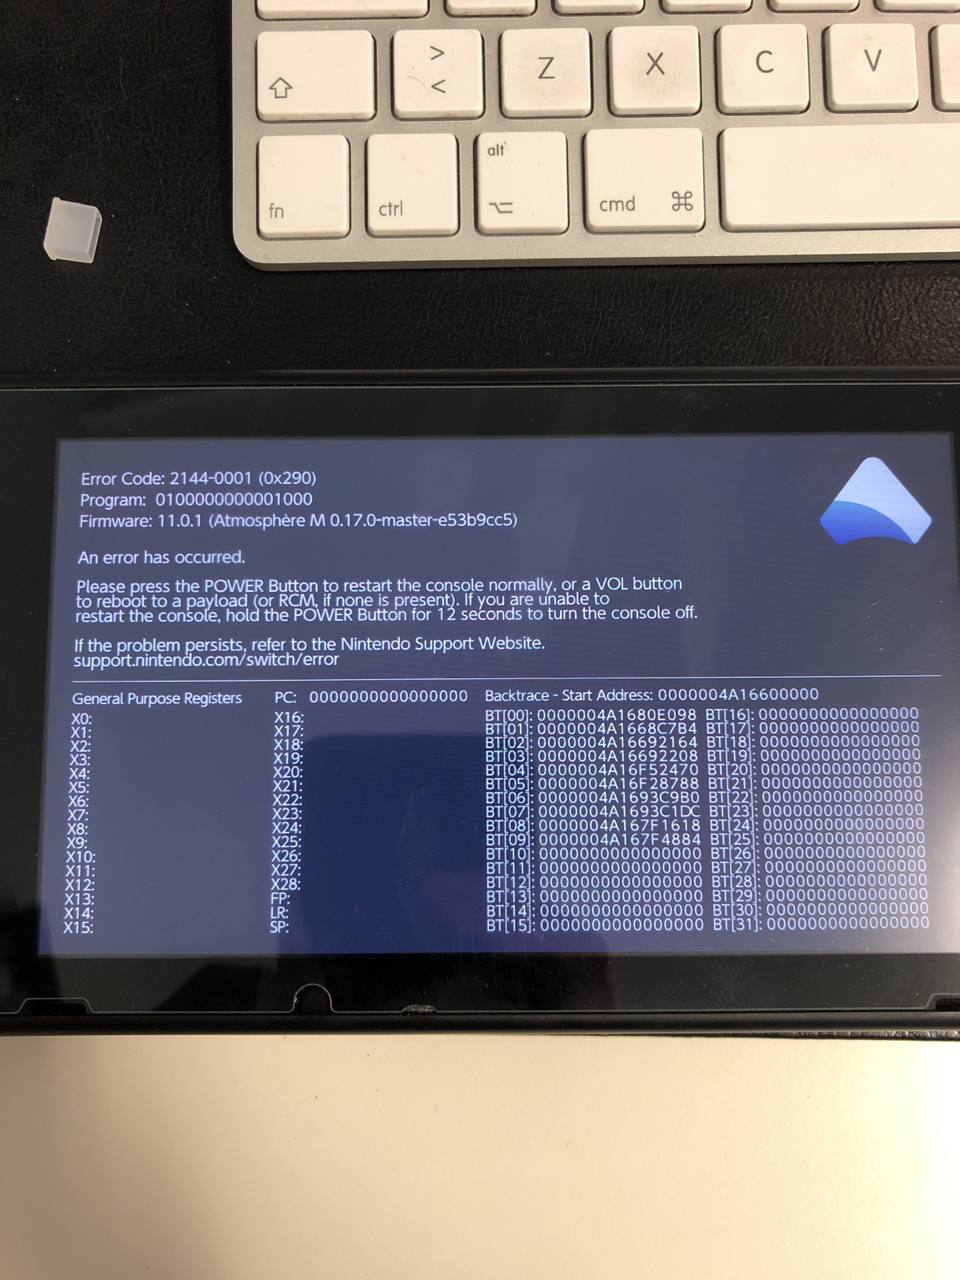 >
<
Z
X
C
V
fn
ctrl
alt
cmd ⌘
Error Code: 2144-0001 (0x290)
Program: 0100000000001000
Firmware: 11.0.1 (Atmosphère M 0.17.0-master-e53b9cc5)
An error has occurred.
Please press the POWER Button to restart the console normally, or a VOL button
to reboot to a payload (or RCM, if none is present). If you are unable to
restart the console, hold the POWER Button for 12 seconds to turn the console off.
If the problem persists, refer to the Nintendo Support Website.
support.nintendo.com/switch/error
General Purpose Registers PC: 0000000000000000 Backtrace - Start Address: 0000004A16600000
X0: X16: BT[00]: 0000004A1680E098 BT[16]: 0000000000000000
X1: X17: BT[01]: 0000004A1668C7B4 BT[17]: 0000000000000000
X2: X18: BT[02]: 0000004A16692164 BT[18]: 0000000000000000
X3: X19: BT[03]: 0000004A16692208 BT[19]: 0000000000000000
X4: X20: BT[04]: 0000004A16F52470 BT[20]: 0000000000000000
X5: X21: BT[05]: 0000004A16F28788 BT[21]: 0000000000000000
X6: X22: BT[06]: 0000004A1693C9B0 BT[22]: 0000000000000000
X7: X23: BT[07]: 0000004A1693C1DC BT[23]: 0000000000000000
X8: X24: BT[08]: 0000004A167F1618 BT[24]: 0000000000000000
X9: X25: BT[09]: 0000004A167F4884 BT[25]: 0000000000000000
X10: X26: BT[10]: 0000000000000000 BT[26]: 0000000000000000
X11: X27: BT[11]: 0000000000000000 BT[27]: 0000000000000000
X12: X28: BT[12]: 0000000000000000 BT[28]: 0000000000000000
X13: FP: BT[13]: 0000000000000000 BT[29]: 0000000000000000
X14: LR: BT[14]: 0000000000000000 BT[30]: 0000000000000000
X15: SP: BT[15]: 0000000000000000 BT[31]: 0000000000000000